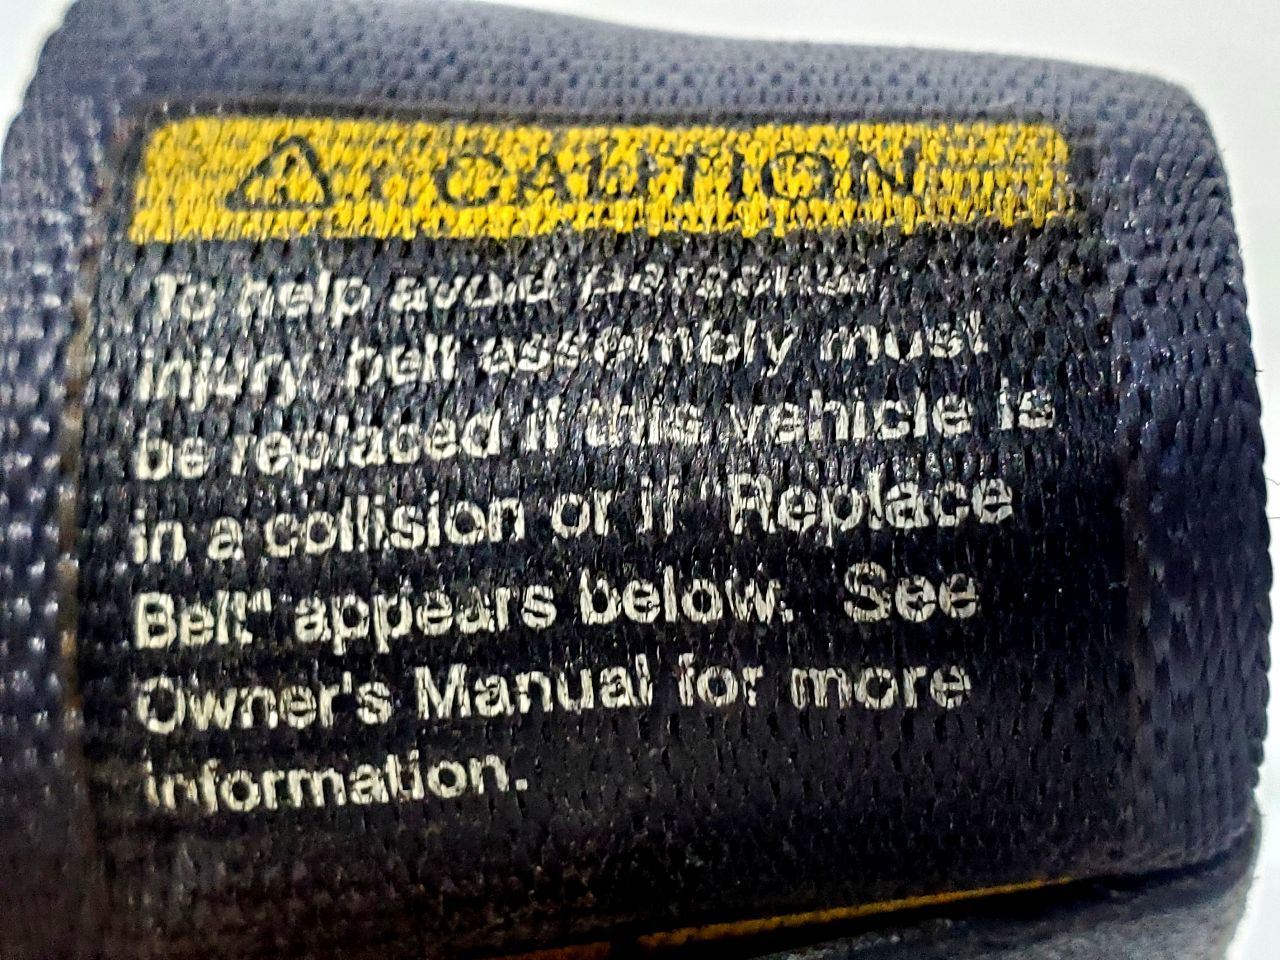 CAUTION
To help avoid personal
injury, belt assembly must
be replaced if this vehicle is
in a collision or if "Replace
Belt" appears below. See
Owner's Manual for more
information.